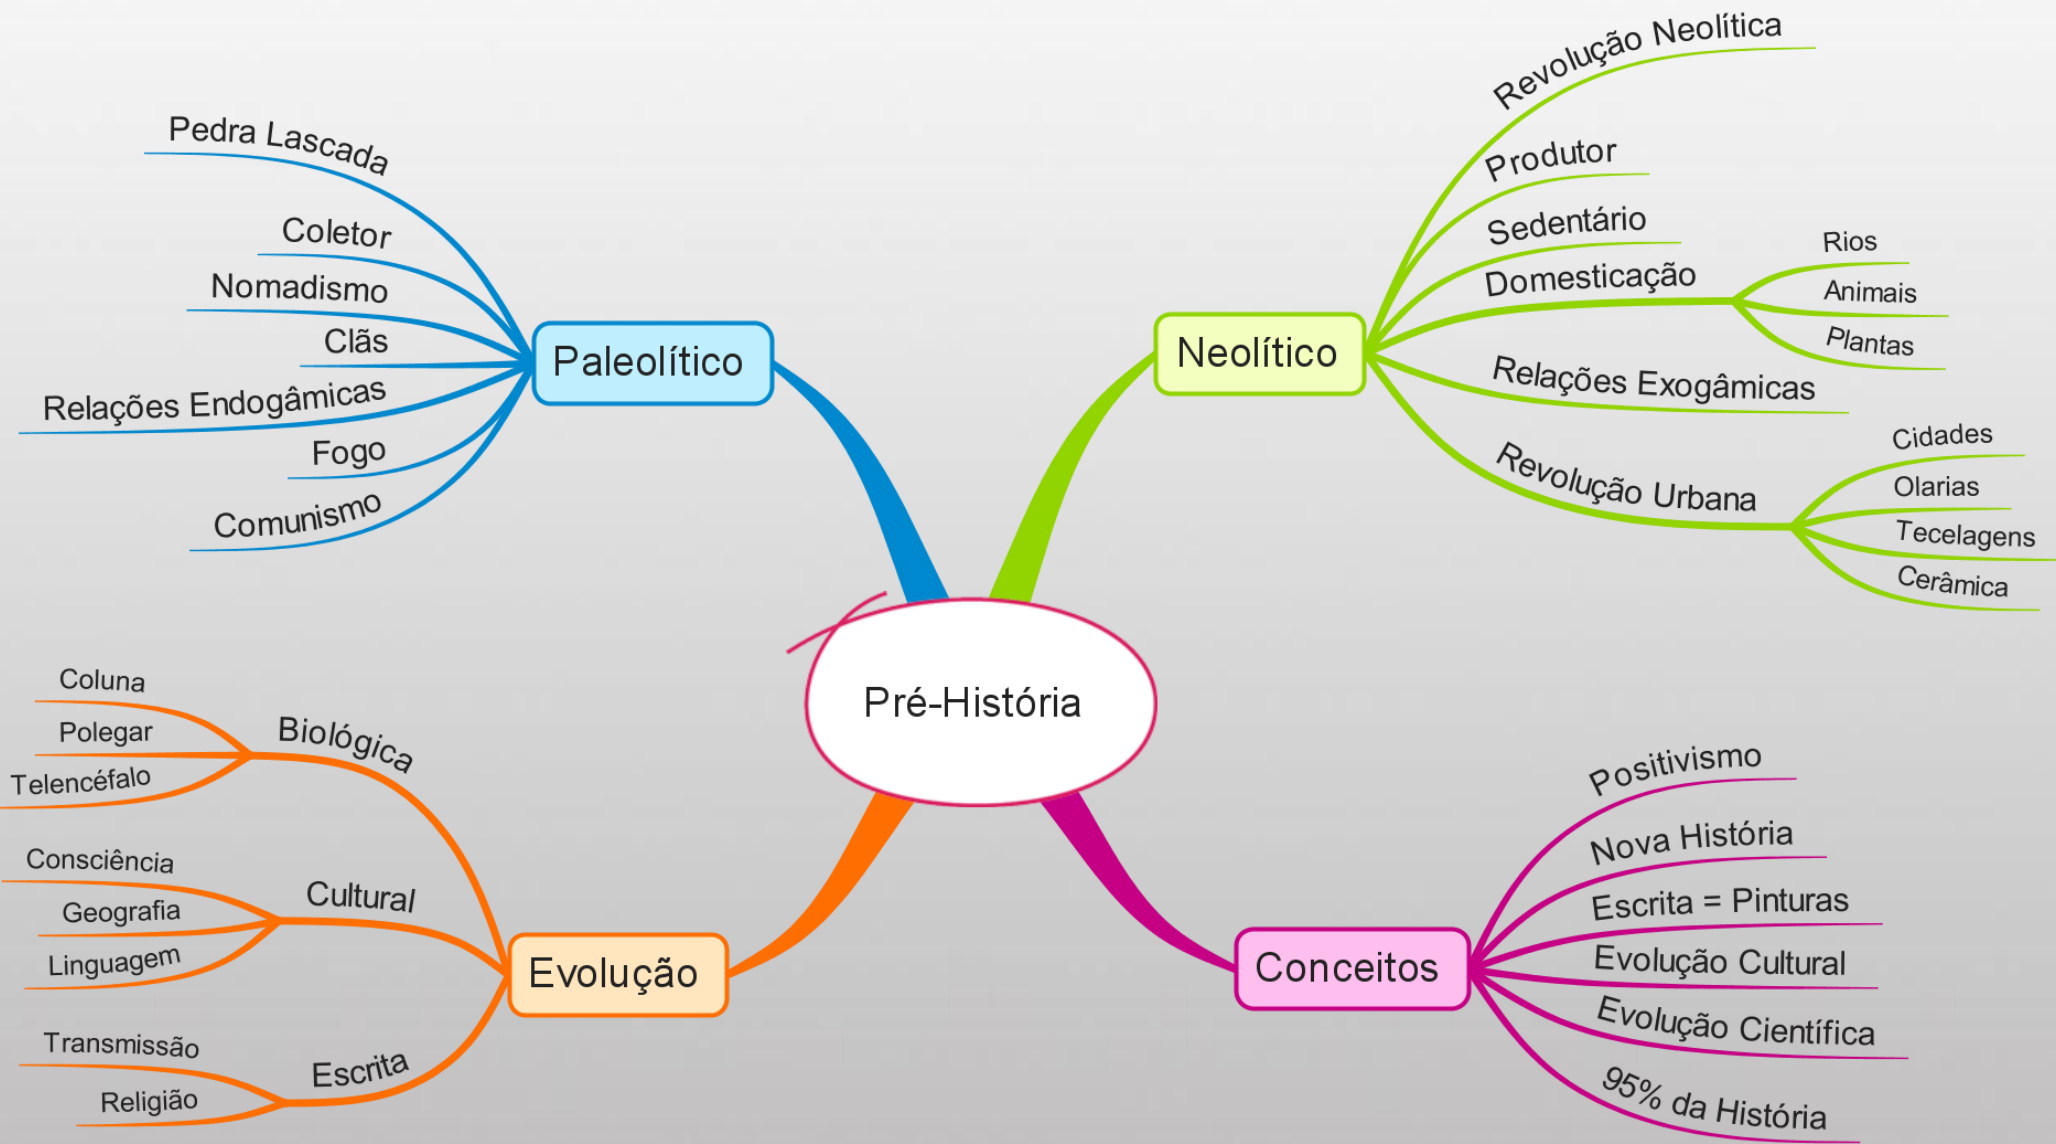 Pré-História
Paleolítico
Pedra Lascada
Coletor
Nomadismo
Clãs
Relações Endogâmicas
Fogo
Comunismo
Neolítico
Revolução Neolítica
Produtor
Sedentário
Domesticação
Rios
Animais
Plantas
Relações Exogâmicas
Revolução Urbana
Cidades
Olarias
Tecelagens
Cerâmica
Evolução
Biológica
Coluna
Polegar
Telencéfalo
Cultural
Consciência
Geografia
Linguagem
Escrita
Transmissão
Religião
Conceitos
Positivismo
Nova História
Escrita = Pinturas
Evolução Cultural
Evolução Científica
95% da História